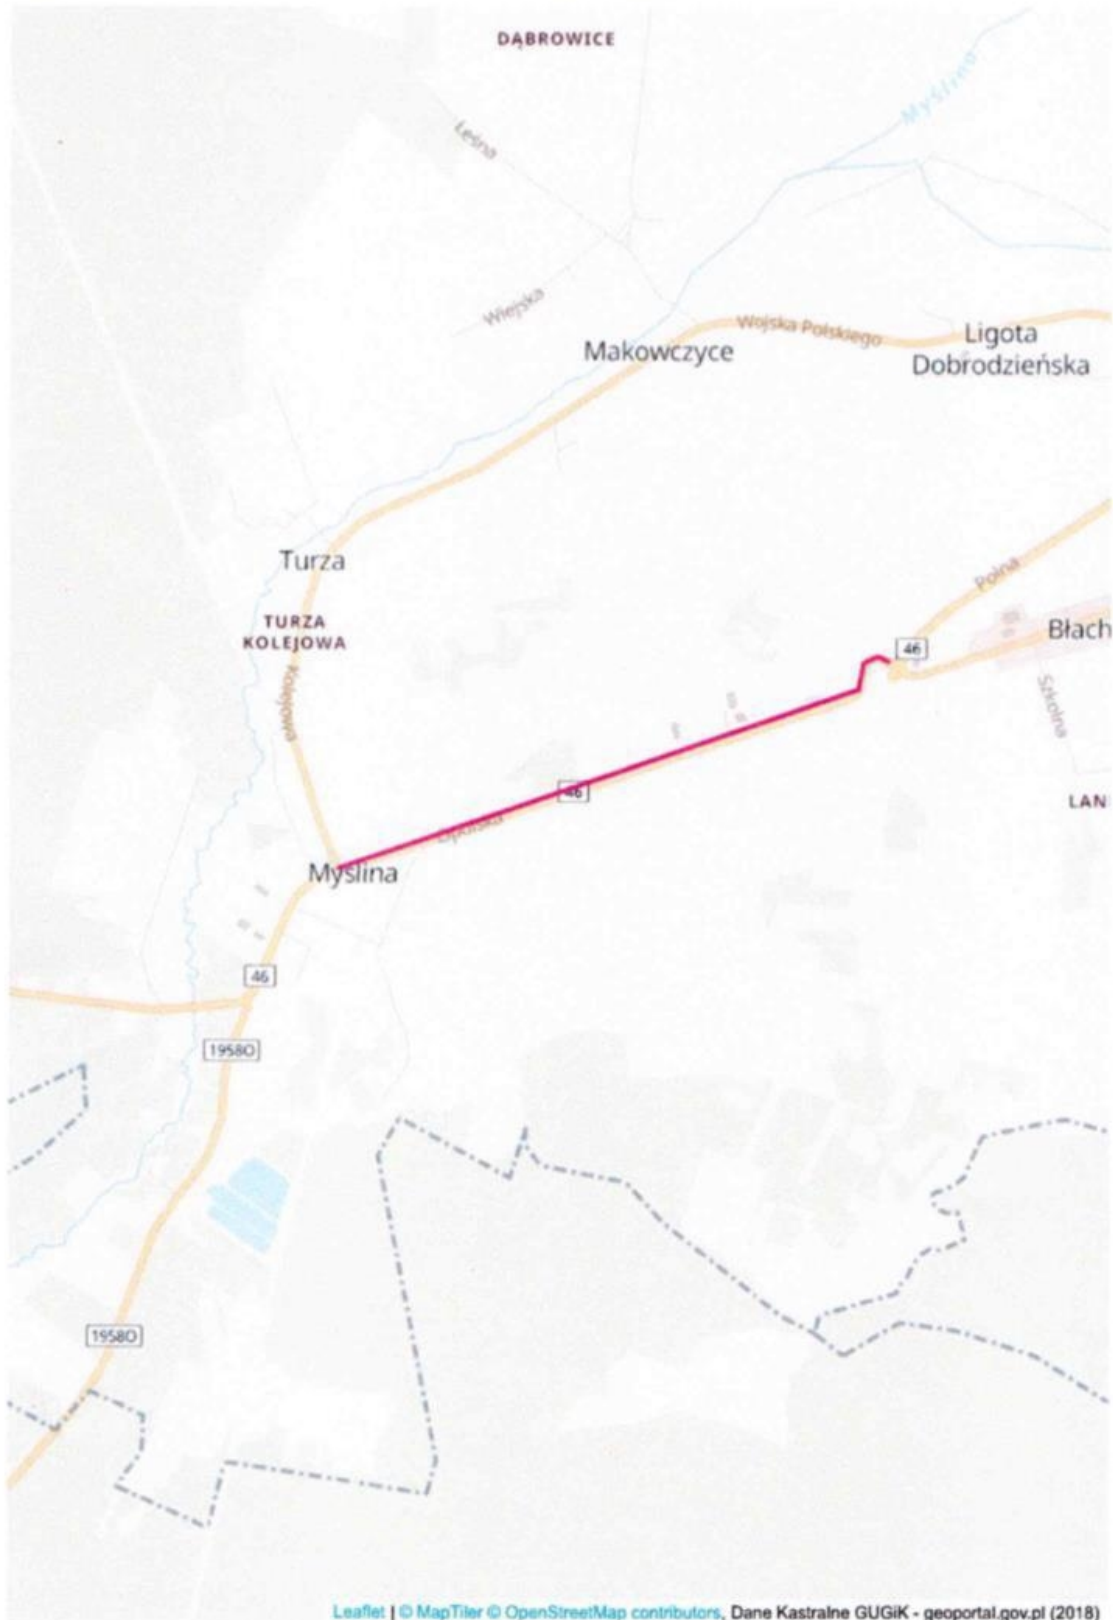 DĄBROWICE
Myślina
Leśna
Wiejska
Wojska Polskiego
Ligota
Dobrodzieńska
Makowczyce
Turza
Polna
TURZA
KOLEJOWA
Błach
46
Kolejowa
Szkolna
46
LAN
Opolska
Myślina
46
1958O
1958O
Leaflet | © MapTiler © OpenStreetMap contributors, Dane Kastralne GUGiK - geoportal.gov.pl (2018)